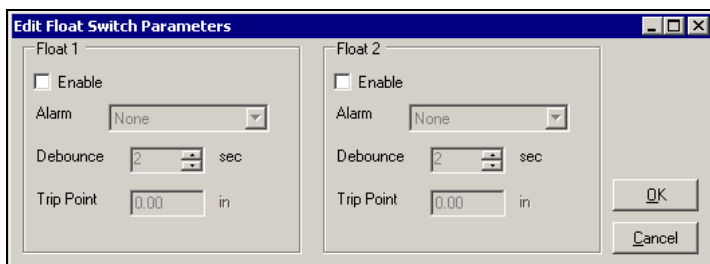 Edit Float Switch Parameters
Float 1
Enable
Alarm None
Debounce 2 sec
Trip Point 0.00 in
Float 2
Enable
Alarm None
Debounce 2 sec
Trip Point 0.00 in
OK
Cancel